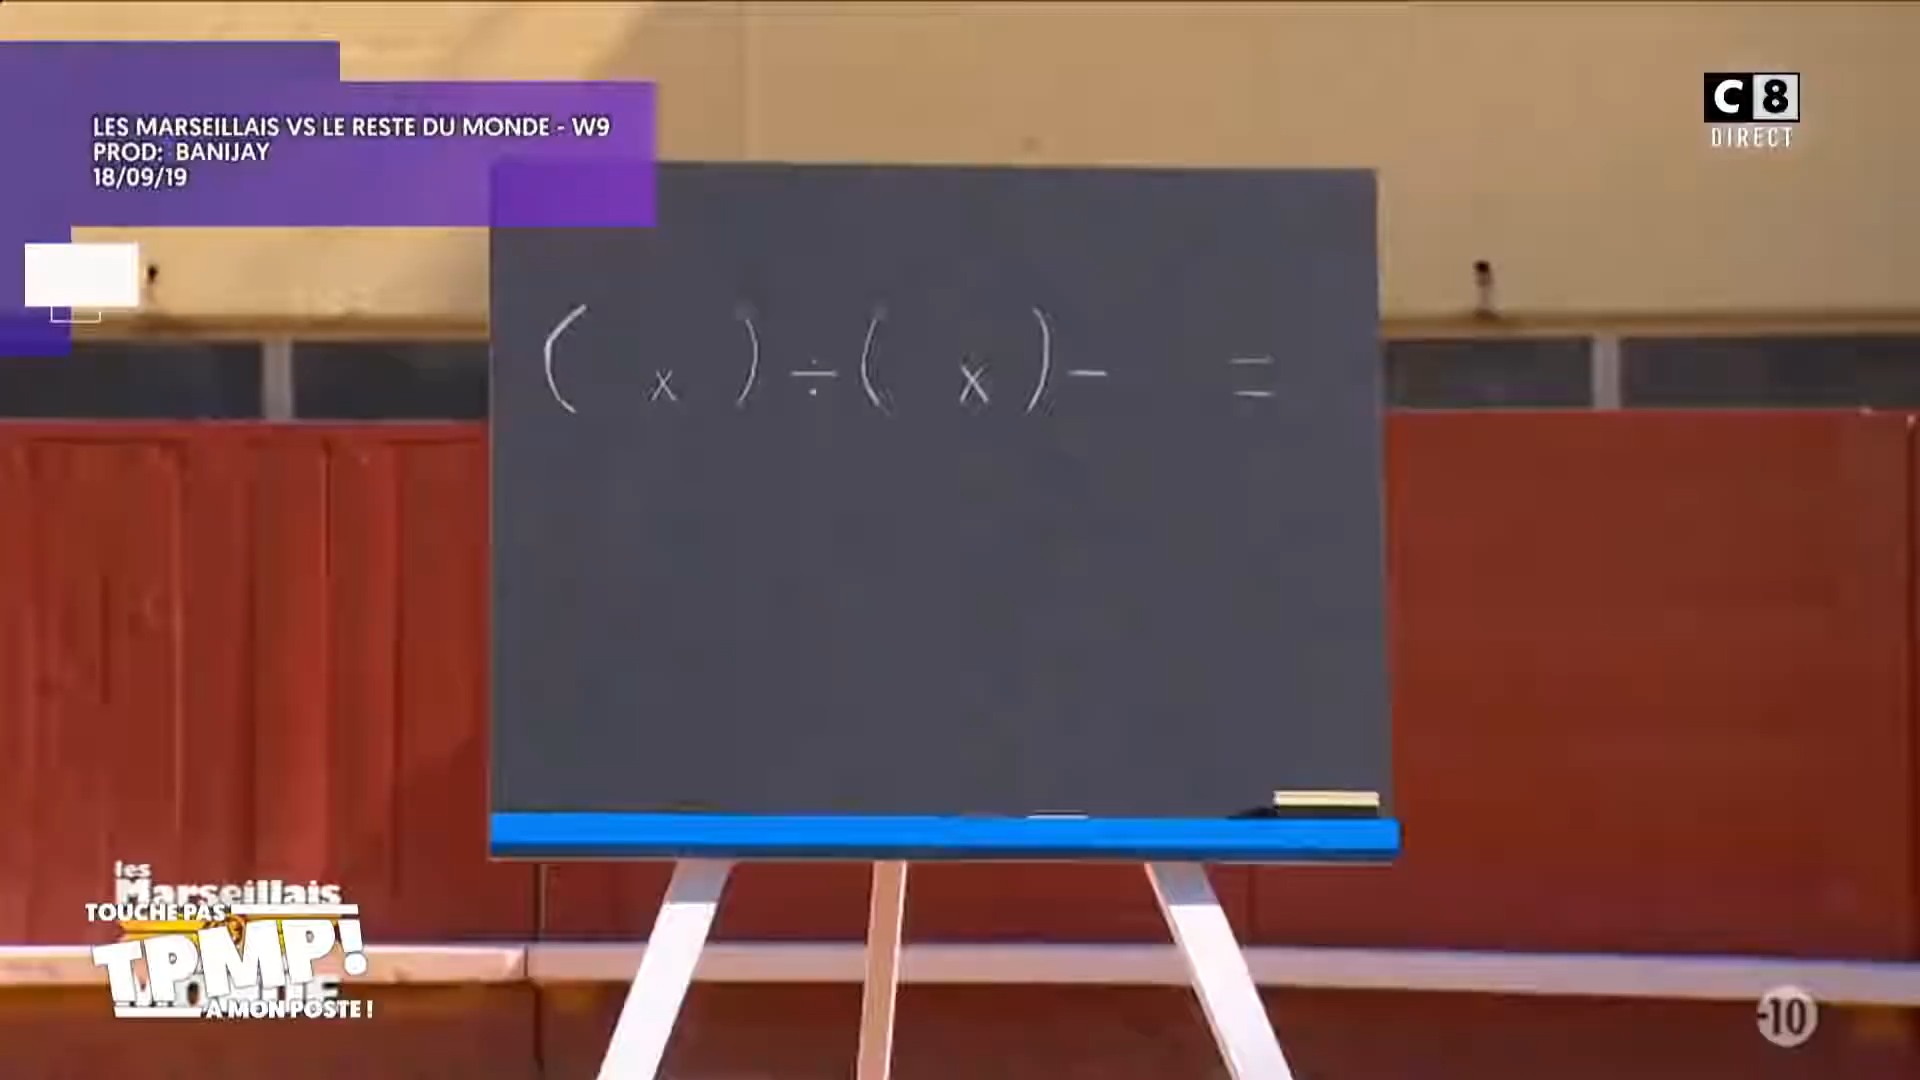 LES MARSEILLAIS VS LE RESTE DU MONDE - W9
PROD: BANIJAY
18/09/19
C8
DIRECT
( x ) ÷ ( x ) - =
les
Marseillais
TOUCHE PAS
TPMP!
A MON POSTE !
-10